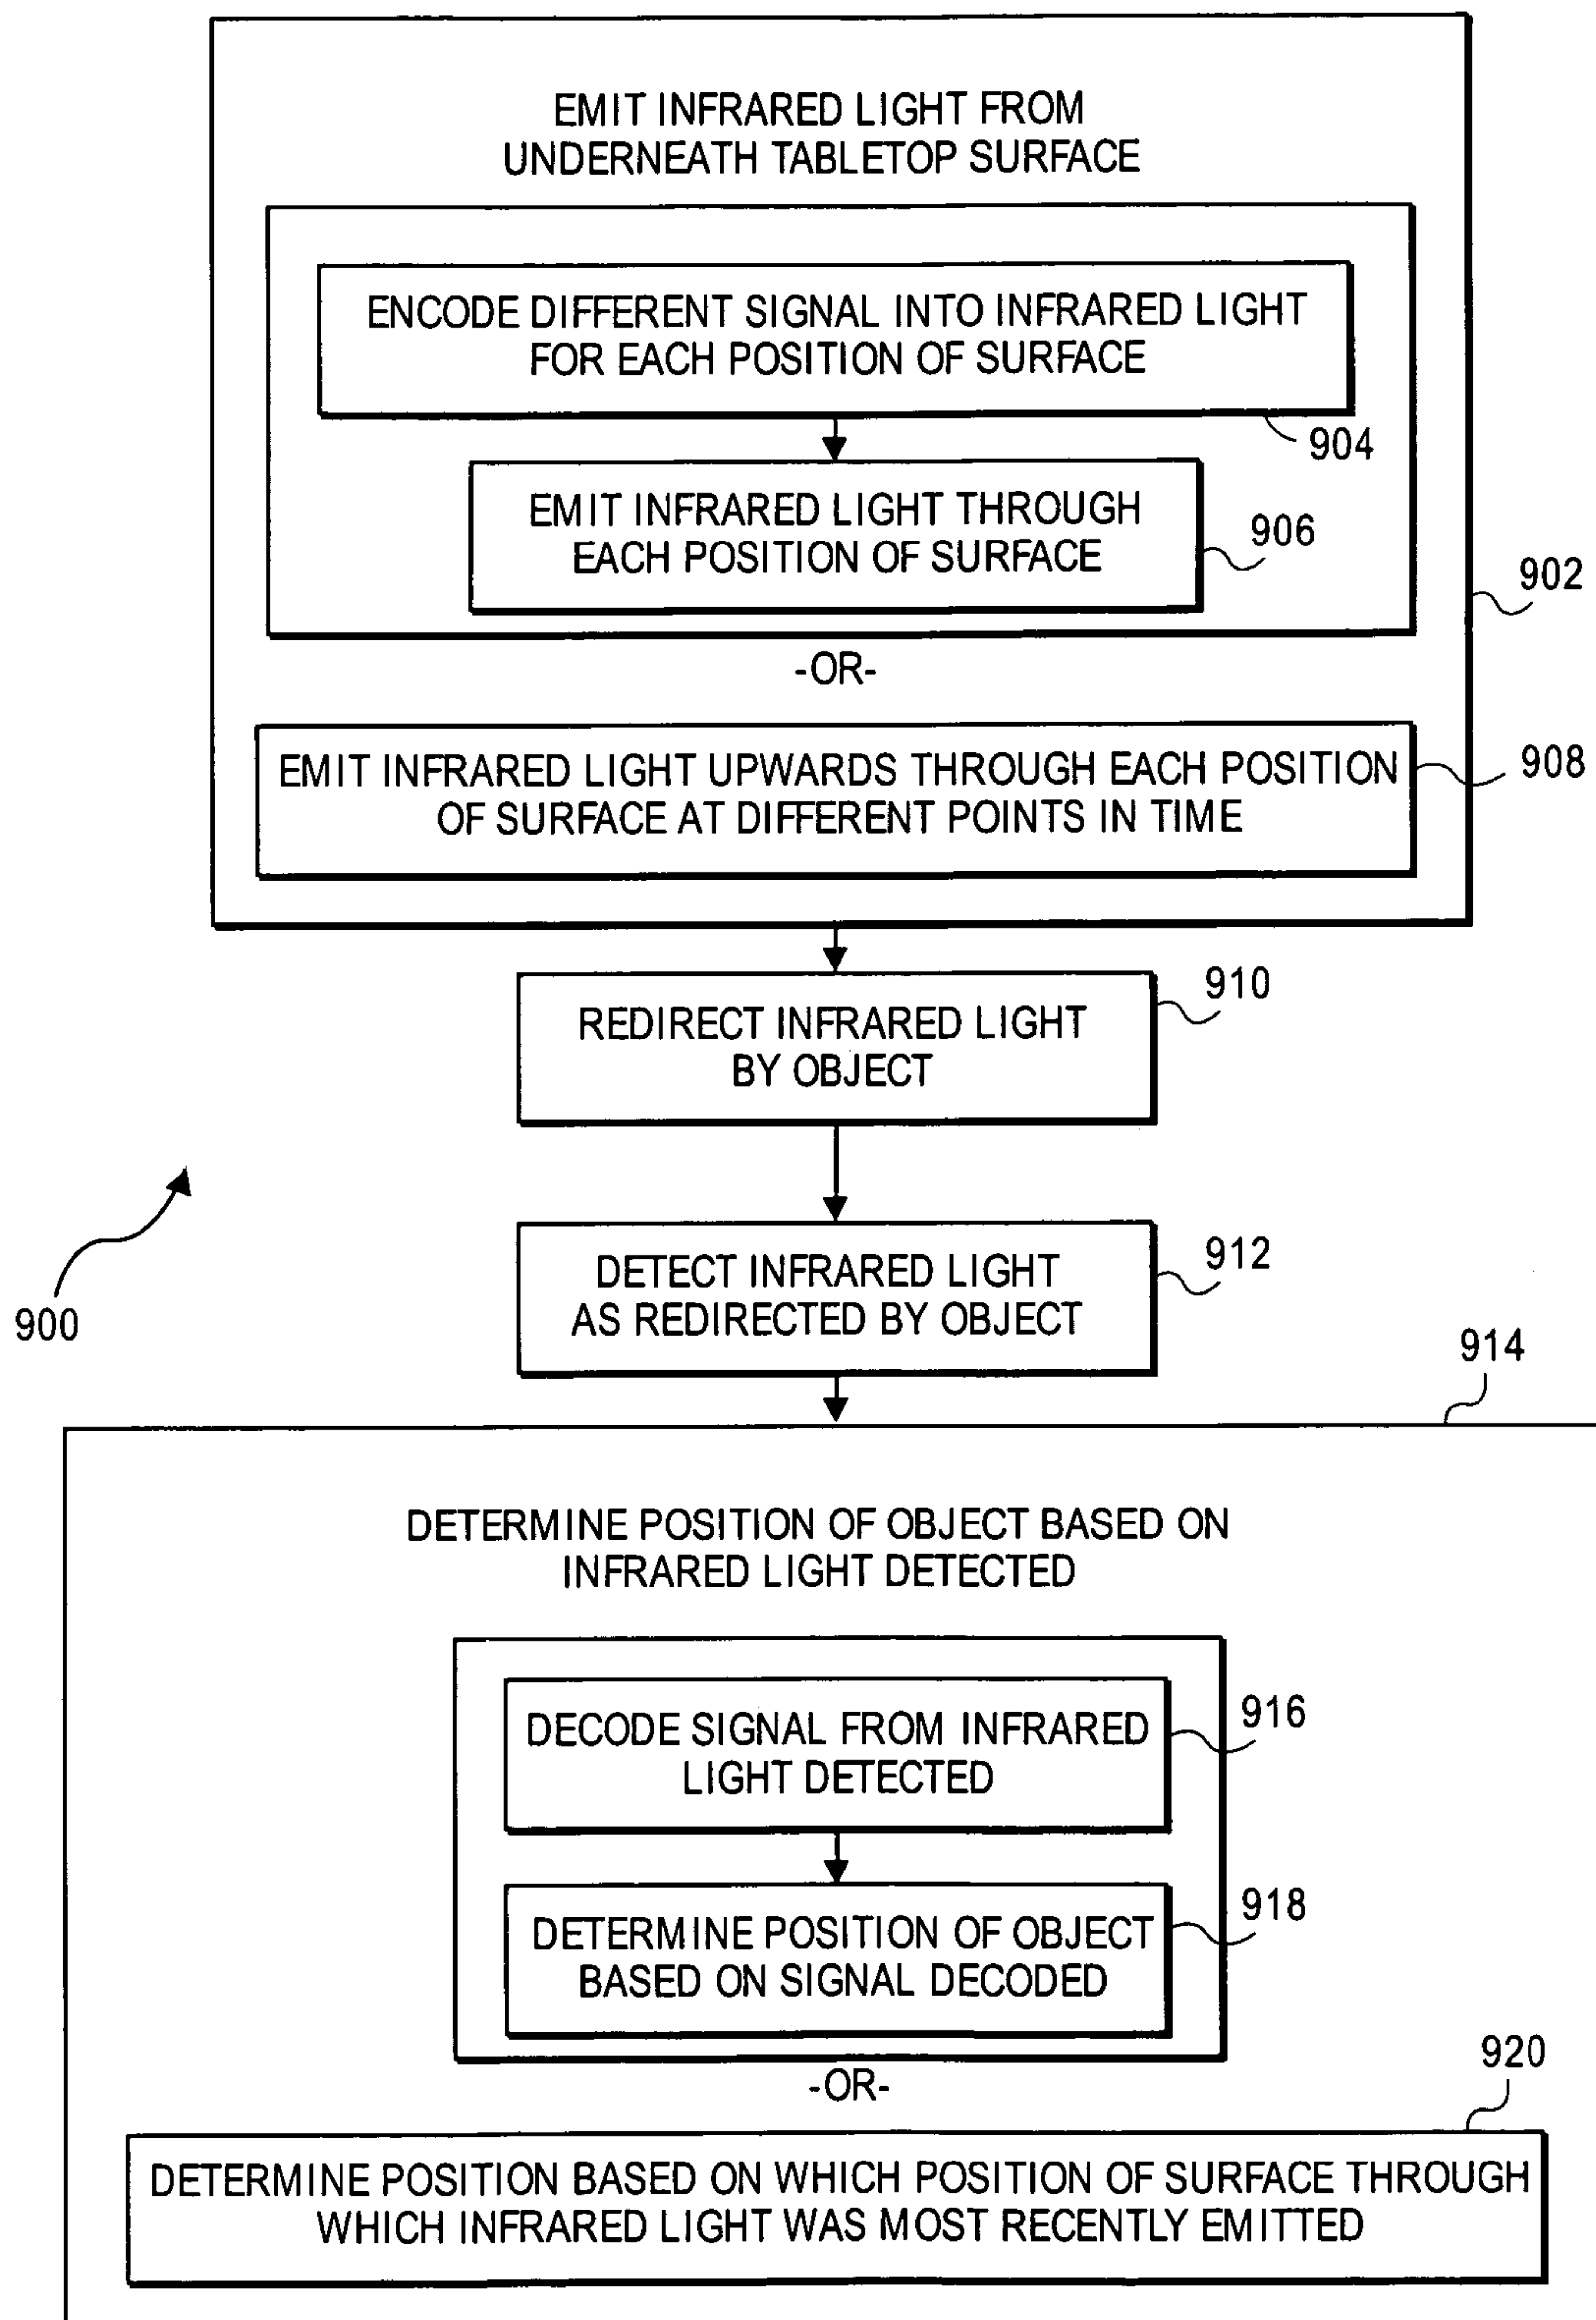 EMIT INFRARED LIGHT FROM
UNDERNEATH TABLETOP SURFACE
ENCODE DIFFERENT SIGNAL INTO INFRARED LIGHT
FOR EACH POSITION OF SURFACE
904
EMIT INFRARED LIGHT THROUGH
EACH POSITION OF SURFACE
906
902
-OR-
EMIT INFRARED LIGHT UPWARDS THROUGH EACH POSITION
OF SURFACE AT DIFFERENT POINTS IN TIME
908
REDIRECT INFRARED LIGHT
BY OBJECT
910
DETECT INFRARED LIGHT
AS REDIRECTED BY OBJECT
912
900
914
DETERMINE POSITION OF OBJECT BASED ON
INFRARED LIGHT DETECTED
DECODE SIGNAL FROM INFRARED
LIGHT DETECTED
916
DETERMINE POSITION OF OBJECT
BASED ON SIGNAL DECODED
918
-OR-
920
DETERMINE POSITION BASED ON WHICH POSITION OF SURFACE THROUGH
WHICH INFRARED LIGHT WAS MOST RECENTLY EMITTED